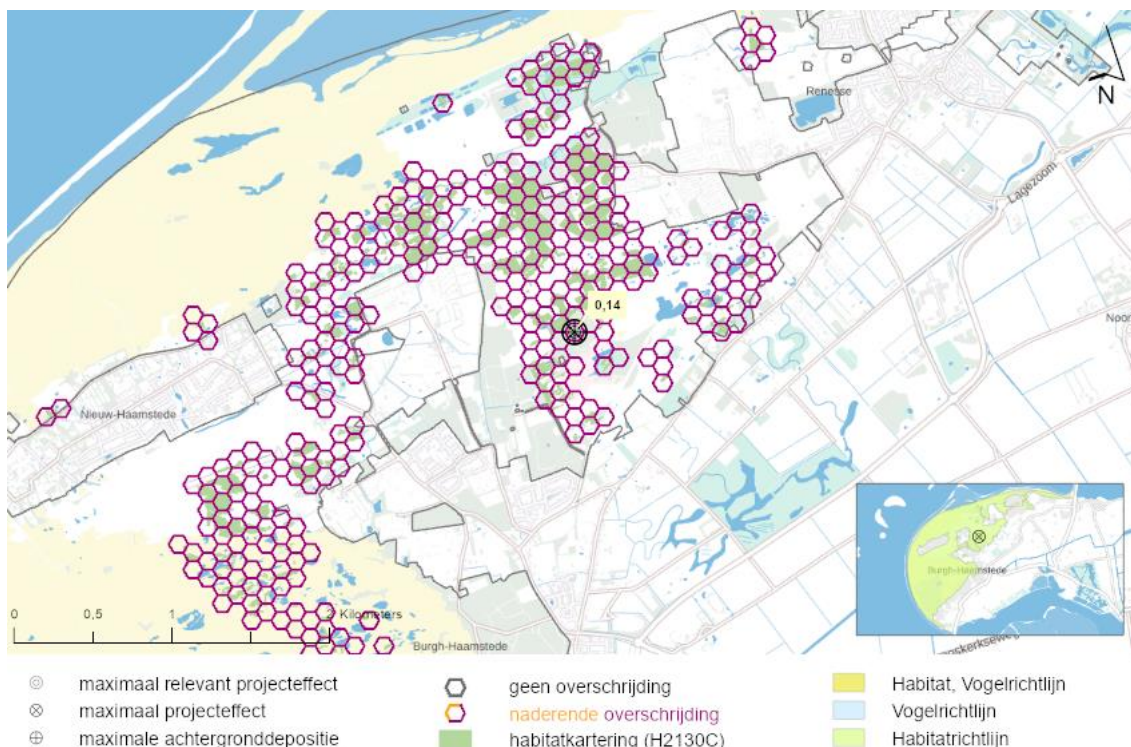 Renesse
N
Lagezoom
0,14
Noor
Nieuw-Haamstede
Burgh-Haamstede
0 0,5 1 2 Kilometers
Burgh-Haamstede
oskerkseweg
maximaal relevant projecteffect
maximaal projecteffect
maximale achtergronddepositie
geen overschrijding
naderende overschrijding
habitatkartering (H2130C)
Habitat, Vogelrichtlijn
Vogelrichtlijn
Habitatrichtlijn